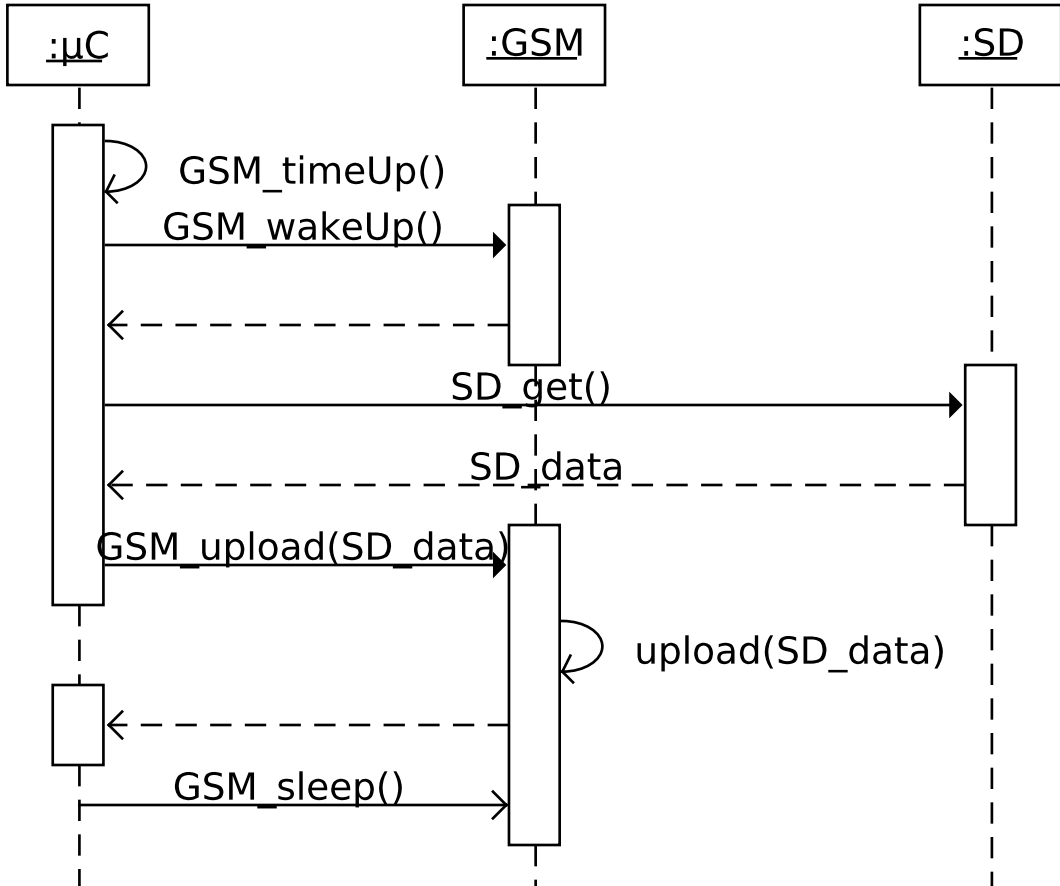 :µC
:GSM
:SD
GSM_timeUp()
GSM_wakeUp()
SD_get()
SD_data
GSM_upload(SD_data)
upload(SD_data)
GSM_sleep()